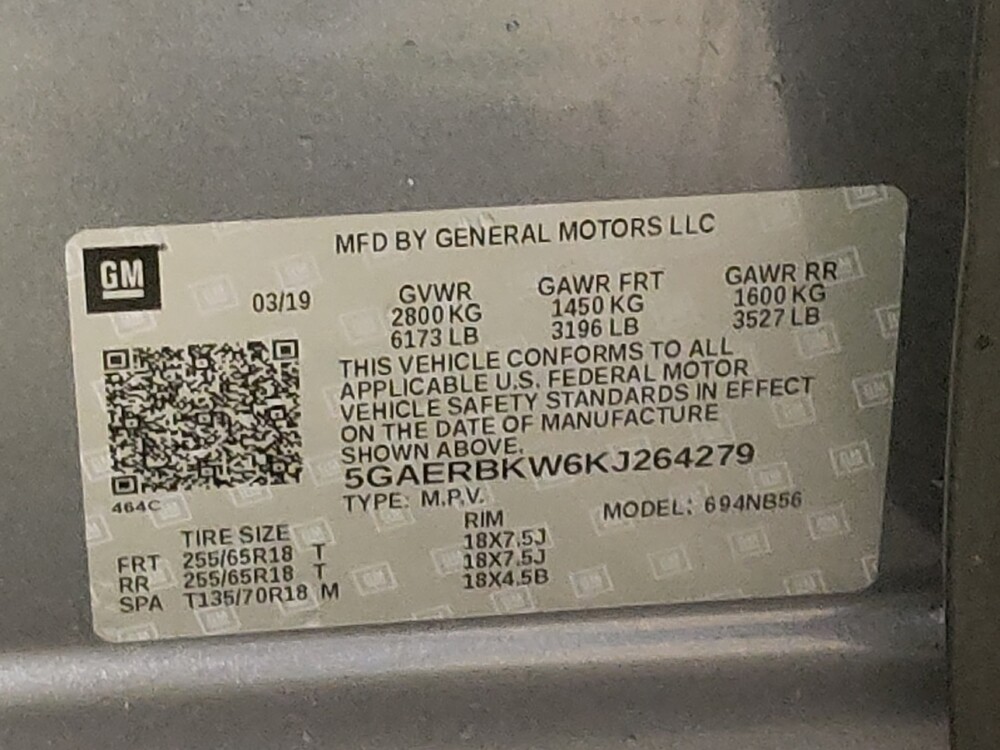 MFD BY GENERAL MOTORS LLC
GM
03/19
GVWR GAWR FRT GAWR RR
2800 KG 1450 KG 1600 KG
6173 LB 3196 LB 3527 LB
THIS VEHICLE CONFORMS TO ALL
APPLICABLE U.S. FEDERAL MOTOR
VEHICLE SAFETY STANDARDS IN EFFECT
ON THE DATE OF MANUFACTURE
SHOWN ABOVE.
5GAERBKW6KJ264279
464C
TYPE: M.P.V. MODEL: 694NB56
TIRE SIZE RIM
FRT 255/65R18 T 18X7.5J
RR 255/65R18 T 18X7.5J
SPA T135/70R18 M 18X4.5B